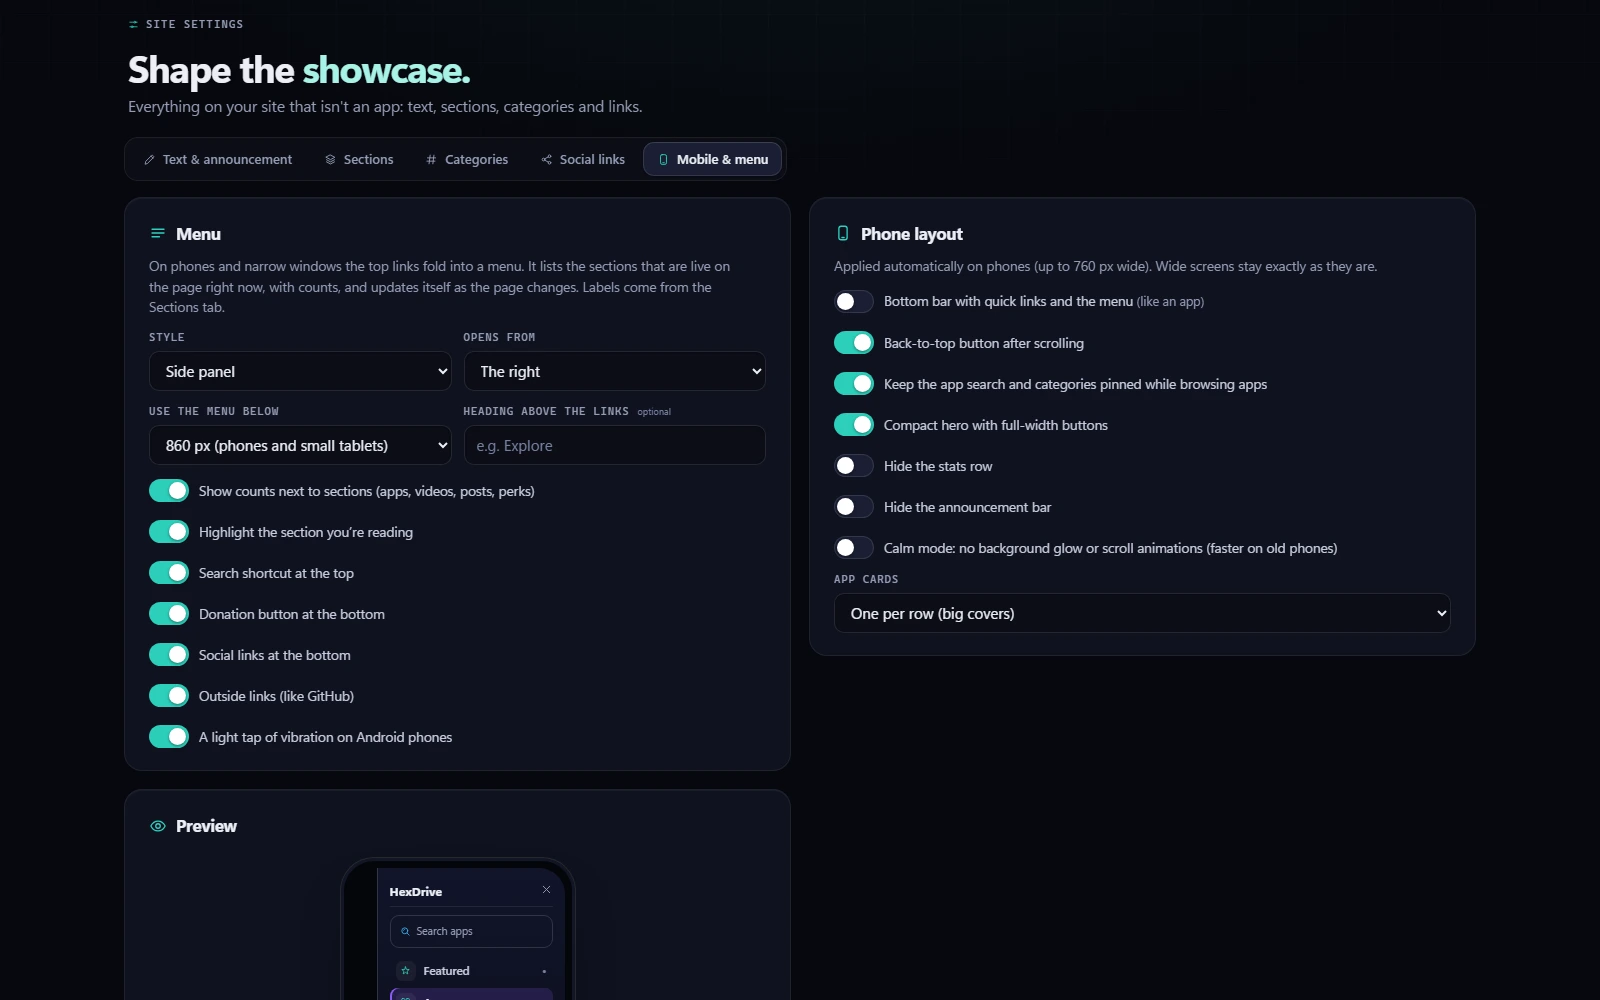 SITE SETTINGS
Shape the showcase.
Everything on your site that isn't an app: text, sections, categories and links.
Text & announcement
Sections
Categories
Social links
Mobile & menu
Menu
On phones and narrow windows the top links fold into a menu. It lists the sections that are live on
the page right now, with counts, and updates itself as the page changes. Labels come from the
Sections tab.
STYLE
Side panel
OPENS FROM
The right
USE THE MENU BELOW
860 px (phones and small tablets)
HEADING ABOVE THE LINKS optional
e.g. Explore
Show counts next to sections (apps, videos, posts, perks)
Highlight the section you're reading
Search shortcut at the top
Donation button at the bottom
Social links at the bottom
Outside links (like GitHub)
A light tap of vibration on Android phones
Phone layout
Applied automatically on phones (up to 760 px wide). Wide screens stay exactly as they are.
Bottom bar with quick links and the menu (like an app)
Back-to-top button after scrolling
Keep the app search and categories pinned while browsing apps
Compact hero with full-width buttons
Hide the stats row
Hide the announcement bar
Calm mode: no background glow or scroll animations (faster on old phones)
APP CARDS
One per row (big covers)
Preview
HexDrive
Search apps
Featured